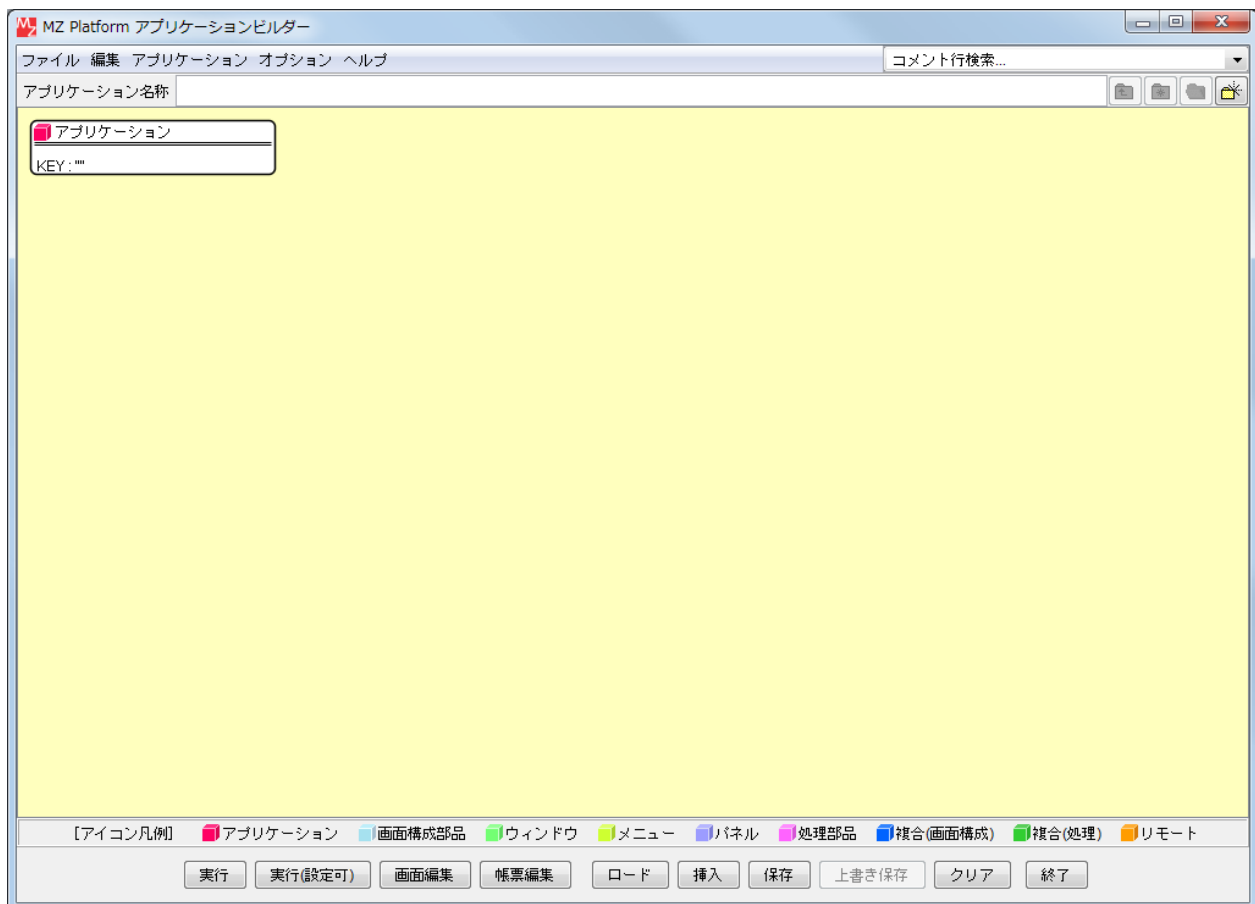 MZ Platform アプリケーションビルダー
ファイル 編集 アプリケーション オプション ヘルプ コメント行検索...
アプリケーション名称
アプリケーション
KEY : ""
[アイコン凡例] アプリケーション 画面構成部品 ウィンドウ メニュー パネル 処理部品 複合(画面構成) 複合(処理) リモート
実行 実行(設定可) 画面編集 帳票編集 ロード 挿入 保存 上書き保存 クリア 終了